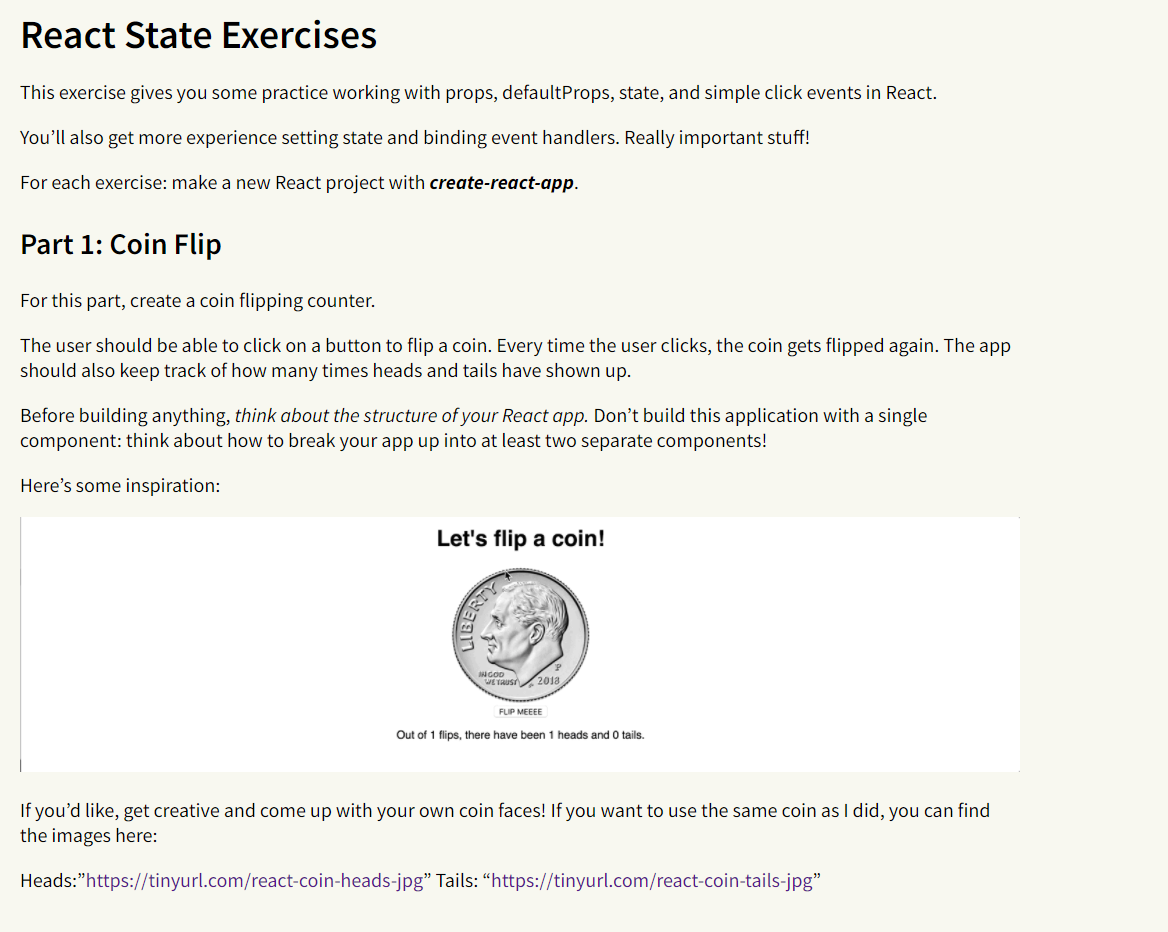 React State Exercises
This exercise gives you some practice working with props, defaultProps, state, and simple click events in React.
You’ll also get more experience setting state and binding event handlers. Really important stuff!
For each exercise: make a new React project with create-react-app.
Part 1: Coin Flip
For this part, create a coin flipping counter.
The user should be able to click on a button to flip a coin. Every time the user clicks, the coin gets flipped again. The app
should also keep track of how many times heads and tails have shown up.
Before building anything, think about the structure of your React app. Don’t build this application with a single
component: think about how to break your app up into at least two separate components!
Here’s some inspiration:
Let's flip a coin!
LIBERTY
IN GOD
WE TRUST
P
2018
FLIP MEEEE
Out of 1 flips, there have been 1 heads and 0 tails.
If you’d like, get creative and come up with your own coin faces! If you want to use the same coin as I did, you can find
the images here:
Heads:”https://tinyurl.com/react-coin-heads-jpg” Tails: “https://tinyurl.com/react-coin-tails-jpg”